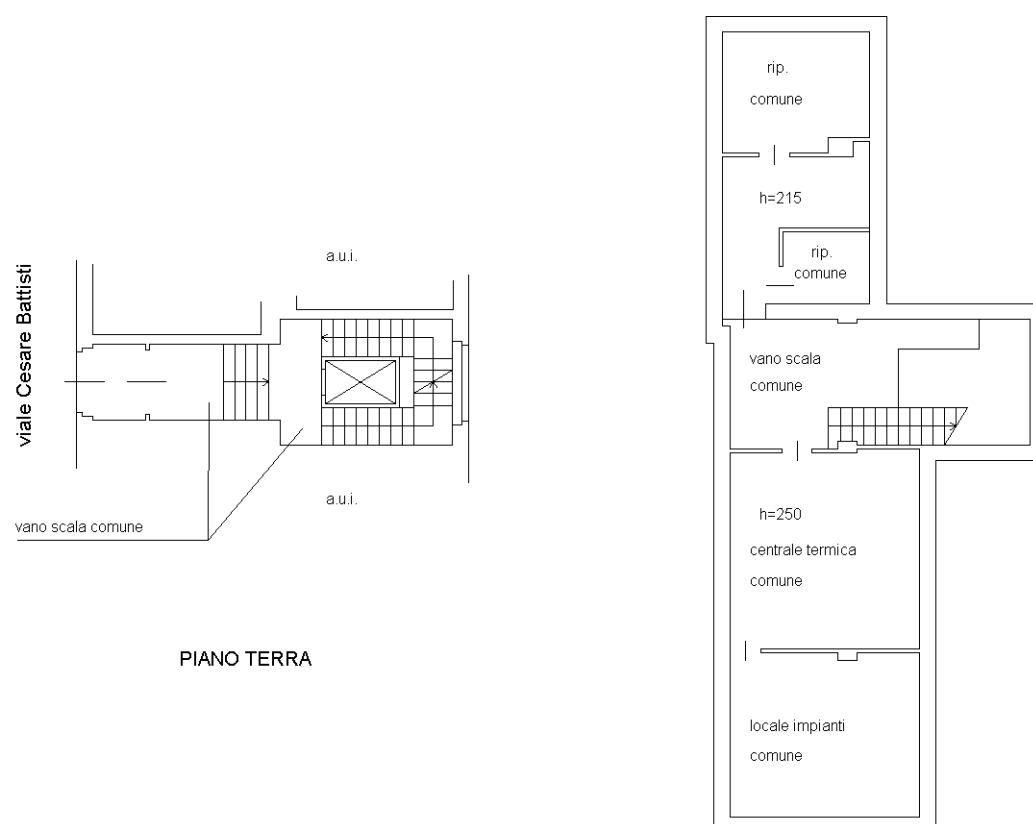 viale Cesare Battisti
a.u.i.
a.u.i.
vano scala comune
PIANO TERRA
rip.
comune
h=215
rip.
comune
vano scala
comune
h=250
centrale termica
comune
locale impianti
comune